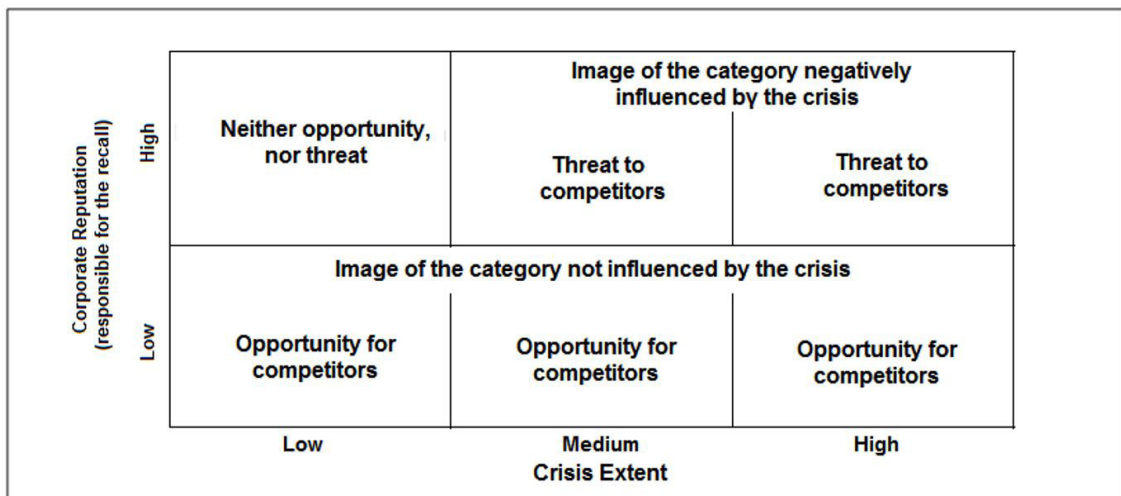 Corporate Reputation
(responsible for the recall)
High
Low
Neither opportunity,
nor threat
Image of the category negatively
influenced by the crisis
Threat to
competitors
Threat to
competitors
Image of the category not influenced by the crisis
Opportunity for
competitors
Opportunity for
competitors
Opportunity for
competitors
Low
Medium
High
Crisis Extent